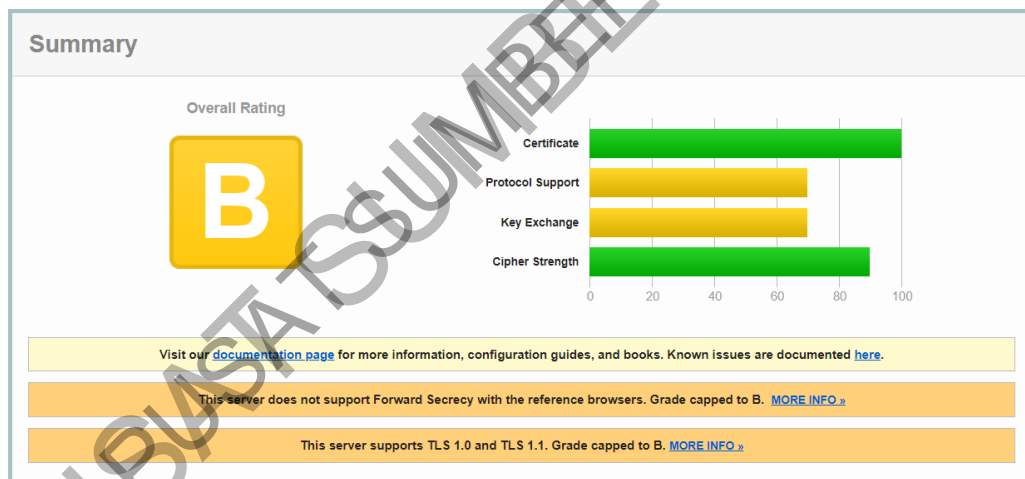 Summary
Overall Rating
B
Certificate
Protocol Support
Key Exchange
Cipher Strength
0 20 40 60 80 100
Visit our documentation page for more information, configuration guides, and books. Known issues are documented here.
This server does not support Forward Secrecy with the reference browsers. Grade capped to B. MORE INFO »
This server supports TLS 1.0 and TLS 1.1. Grade capped to B. MORE INFO »